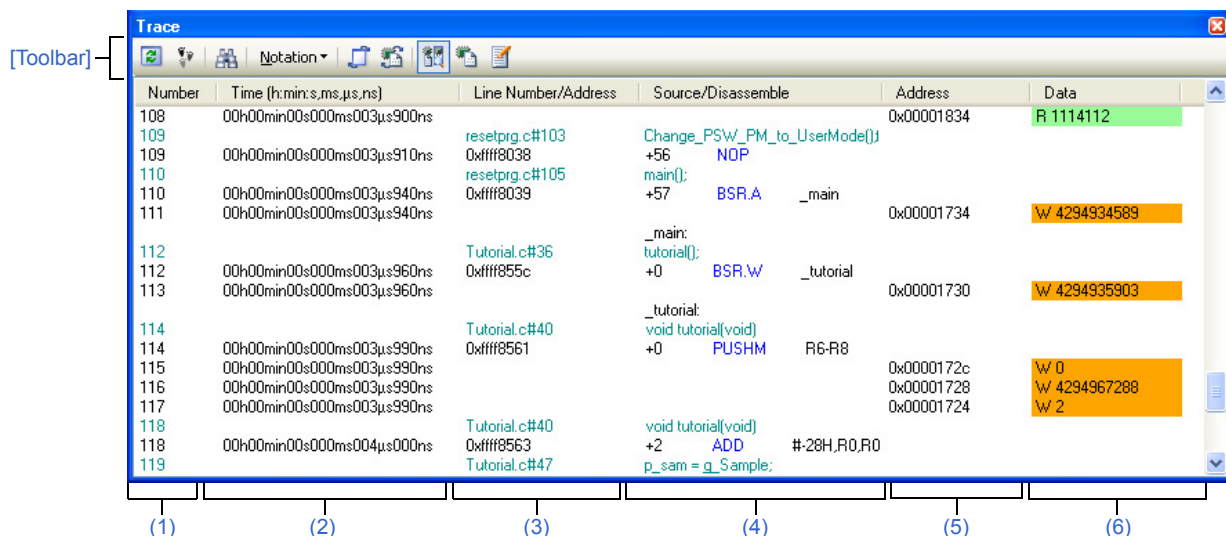 Trace
[Toolbar]
Notation
Number Time (h:min:s,ms,µs,ns) Line Number/Address Source/Disassemble Address Data
108 00h00min00s000ms003µs900ns 0x00001834 R 1114112
109 resetprg.c#103 Change_PSW_PM_to_UserMode();
109 00h00min00s000ms003µs910ns 0xffff8038 +56 NOP
110 resetprg.c#105 main();
110 00h00min00s000ms003µs940ns 0xffff8039 +57 BSR.A _main
111 00h00min00s000ms003µs940ns 0x00001734 W 4294934589
_main:
112 Tutorial.c#36 tutorial();
112 00h00min00s000ms003µs960ns 0xffff855c +0 BSR.W _tutorial
113 00h00min00s000ms003µs960ns 0x00001730 W 4294935903
_tutorial:
114 Tutorial.c#40 void tutorial(void)
114 00h00min00s000ms003µs990ns 0xffff8561 +0 PUSHM R6-R8
115 00h00min00s000ms003µs990ns 0x0000172c W 0
116 00h00min00s000ms003µs990ns 0x00001728 W 4294967288
117 00h00min00s000ms003µs990ns 0x00001724 W 2
118 Tutorial.c#40 void tutorial(void)
118 00h00min00s000ms004µs000ns 0xffff8563 +2 ADD #-28H,R0,R0
119 Tutorial.c#47 p_sam = g_Sample;
(1) (2) (3) (4) (5) (6)